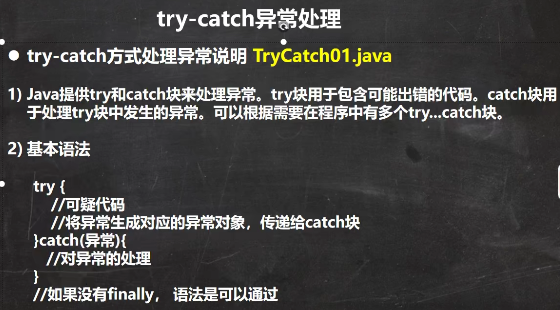 try-catch异常处理
● try-catch方式处理异常说明 TryCatch01.java
1) Java提供try和catch块来处理异常。try块用于包含可能出错的代码。catch块用
于处理try块中发生的异常。可以根据需要在程序中有多个try...catch块。
2) 基本语法
try {
//可疑代码
//将异常生成对应的异常对象，传递给catch块
}catch(异常){
//对异常的处理
}
//如果没有finally， 语法是可以通过